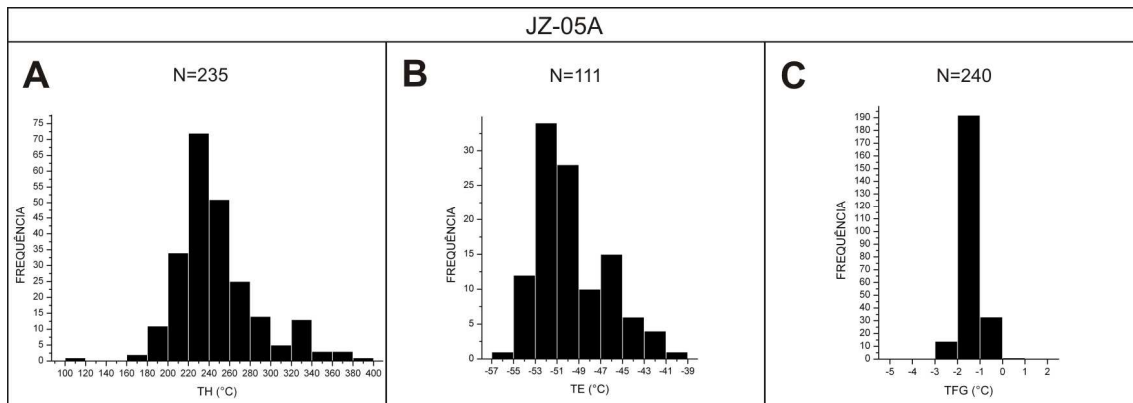 JZ-05A
A
N=235
FREQUÊNCIA
75
70
65
60
55
50
45
40
35
30
25
20
15
10
5
0
100 120 140 160 180 200 220 240 260 280 300 320 340 360 380 400
TH (°C)
B
N=111
FREQUÊNCIA
30
25
20
15
10
5
0
-57 -55 -53 -51 -49 -47 -45 -43 -41 -39
TE (°C)
C
N=240
FREQUÊNCIA
190
180
170
160
150
140
130
120
110
100
90
80
70
60
50
40
30
20
10
0
-5 -4 -3 -2 -1 0 1 2
TFG (°C)